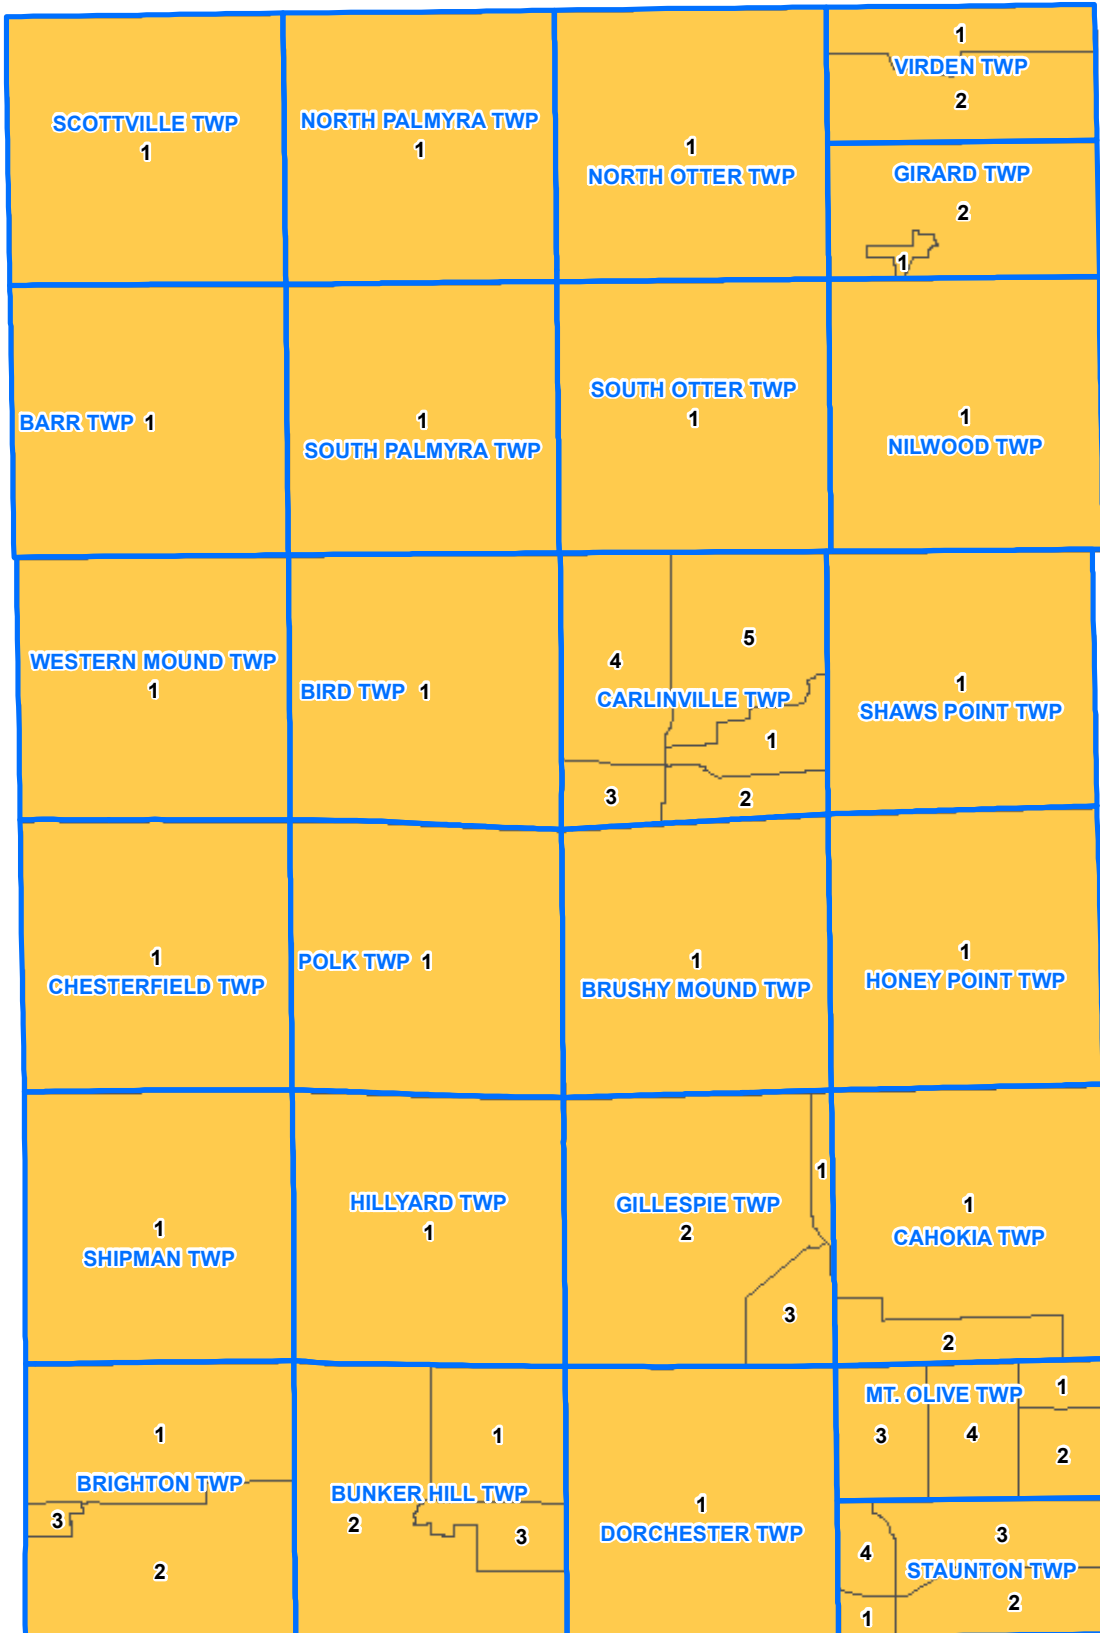 SCOTTVILLE TWP
1
NORTH PALMYRA TWP
1
1
NORTH OTTER TWP
1
VIRDEN TWP
2
GIRARD TWP
2
1
BARR TWP 1
1
SOUTH PALMYRA TWP
SOUTH OTTER TWP
1
1
NILWOOD TWP
WESTERN MOUND TWP
1
BIRD TWP 1
4
5
CARLINVILLE TWP
1
3
2
1
SHAWS POINT TWP
1
CHESTERFIELD TWP
POLK TWP 1
1
BRUSHY MOUND TWP
1
HONEY POINT TWP
1
SHIPMAN TWP
HILLYARD TWP
1
1
GILLESPIE TWP
2
3
1
CAHOKIA TWP
2
1
BRIGHTON TWP
3
2
1
BUNKER HILL TWP
2
3
1
DORCHESTER TWP
MT. OLIVE TWP
1
3
4
2
3
4
STAUNTON TWP
2
1